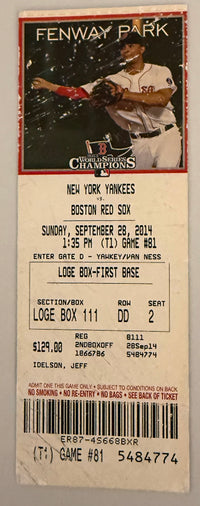 FENWAY PARK
B
WORLD SERIES
CHAMPIONS
NEW YORK YANKEES
vs.
BOSTON RED SOX
SUNDAY, SEPTEMBER 28, 2014
1:35 PM (T1) GAME #81
ENTER GATE D - YAWKEY/VAN NESS
LOGE BOX-FIRST BASE
SECTION/BOX ROW SEAT
LOGE BOX 111 DD 2
REG B111
$129.00 2NDBOXOFF 28Sep14
1866786 5484774
IDELSON, JEFF
ADMIT ONE THIS GAME ONLY • SUBJECT TO CONDITIONS ON BACK
NO SMOKING • NO RE-ENTRY • NO BAGS • SEE BACK OF TICKET
ER87-4S668BXR
(T1) GAME #81 5484774